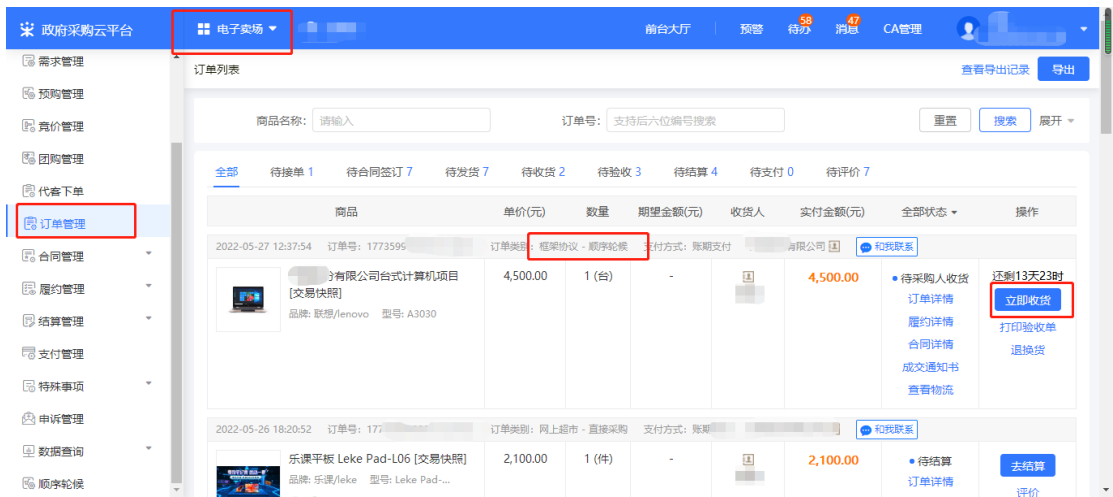 政府采购云平台 电子卖场 前台大厅 预警 待办 58 消息 47 CA管理
需求管理
预购管理
竞价管理
团购管理
代客下单
订单管理
合同管理
履约管理
结算管理
支付管理
特殊事项
申诉管理
数据查询
顺序轮候
订单列表 查看导出记录 导出
商品名称: 请输入 订单号: 支持后六位编号搜索 重置 搜索 展开
全部 待接单 1 待合同签订 7 待发货 7 待收货 2 待验收 3 待结算 4 待支付 0 待评价 7
商品 单价(元) 数量 期望金额(元) 收货人 实付金额(元) 全部状态 操作
2022-05-27 12:37:54 订单号: 1773599 订单类别: 框架协议 - 顺序轮候 支付方式: 账期支付 有限公司 和我联系
有限公司台式计算机项目 4,500.00 1 (台) - 4,500.00 待采购人收货 还剩13天23时
[交易快照] 订单详情 立即收货
品牌: 联想/lenovo 型号: A3030 履约详情 打印验收单
合同详情 退换货
成交通知书
查看物流
2022-05-26 18:20:52 订单号: 177 订单类别: 网上超市 - 直接采购 支付方式: 账期 和我联系
乐课平板 Leke Pad-L06 [交易快照] 2,100.00 1 (件) - 2,100.00 待结算 去结算
品牌: 乐课/leke 型号: Leke Pad-... 订单详情 评价